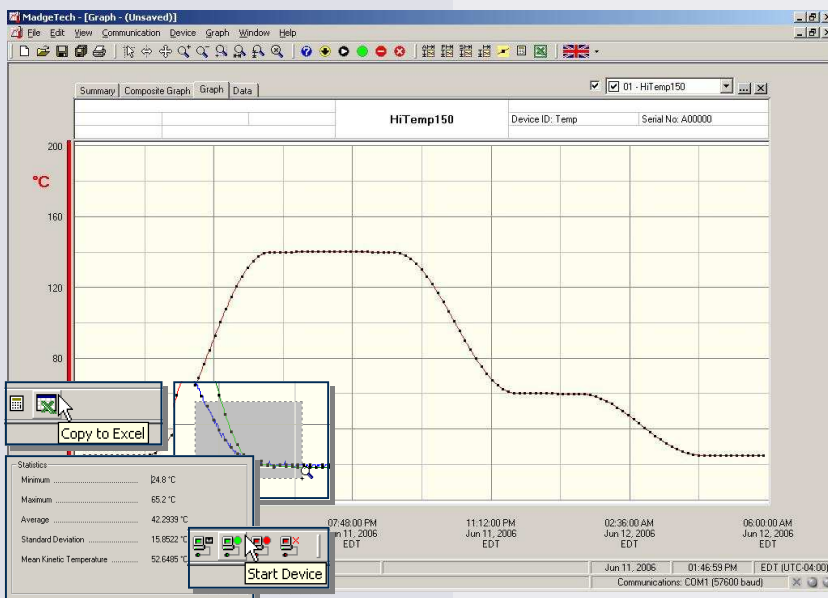 MadgeTech - [Graph - (Unsaved)]
File Edit View Communication Device Graph Window Help
Summary Composite Graph Graph Data
01 - HiTemp150
HiTemp150
Device ID: Temp
Serial No: A00000
200
°C
160
120
80
Copy to Excel
Statistics
Minimum 24.8 °C
Maximum 65.2 °C
Average 42.2939 °C
Standard Deviation 15.8522 °C
Mean Kinetic Temperature 52.6485 °C
Start Device
07:48:00 PM 11:12:00 PM 02:36:00 AM 06:00:00 AM
11, 2006 Jun 11, 2006 Jun 12, 2006 Jun 12, 2006
EDT EDT EDT EDT
Jun 11, 2006 01:46:59 PM EDT (UTC-04:00)
Communications: COM1 (57600 baud)